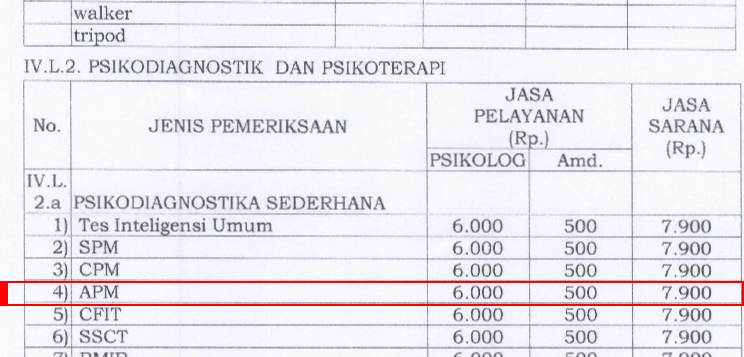 walker
tripod
IV.L.2. PSIKODIAGNOSTIK DAN PSIKOTERAPI
No. JENIS PEMERIKSAAN JASA PELAYANAN (Rp.) JASA SARANA (Rp.)
PSIKOLOG Amd.
IV.L.
2.a PSIKODIAGNOSTIKA SEDERHANA
1) Tes Inteligensi Umum 6.000 500 7.900
2) SPM 6.000 500 7.900
3) CPM 6.000 500 7.900
4) APM 6.000 500 7.900
5) CFIT 6.000 500 7.900
6) SSCT 6.000 500 7.900